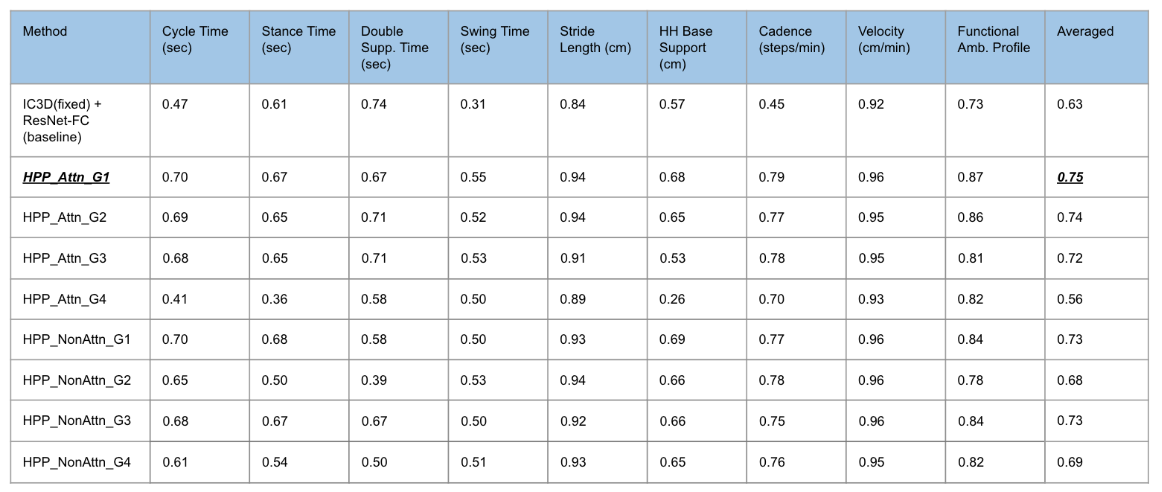 Method Cycle Time (sec) Stance Time (sec) Double Supp. Time (sec) Swing Time (sec) Stride Length (cm) HH Base Support (cm) Cadence (steps/min) Velocity (cm/min) Functional Amb. Profile Averaged
IC3D(fixed) + ResNet-FC (baseline) 0.47 0.61 0.74 0.31 0.84 0.57 0.45 0.92 0.73 0.63
HPP_Attn_G1 0.70 0.67 0.67 0.55 0.94 0.68 0.79 0.96 0.87 0.75
HPP_Attn_G2 0.69 0.65 0.71 0.52 0.94 0.65 0.77 0.95 0.86 0.74
HPP_Attn_G3 0.68 0.65 0.71 0.53 0.91 0.53 0.78 0.95 0.81 0.72
HPP_Attn_G4 0.41 0.36 0.58 0.50 0.89 0.26 0.70 0.93 0.82 0.56
HPP_NonAttn_G1 0.70 0.68 0.58 0.50 0.93 0.69 0.77 0.96 0.84 0.73
HPP_NonAttn_G2 0.65 0.50 0.39 0.53 0.94 0.66 0.78 0.96 0.78 0.68
HPP_NonAttn_G3 0.68 0.67 0.67 0.50 0.92 0.66 0.75 0.96 0.84 0.73
HPP_NonAttn_G4 0.61 0.54 0.50 0.51 0.93 0.65 0.76 0.95 0.82 0.69